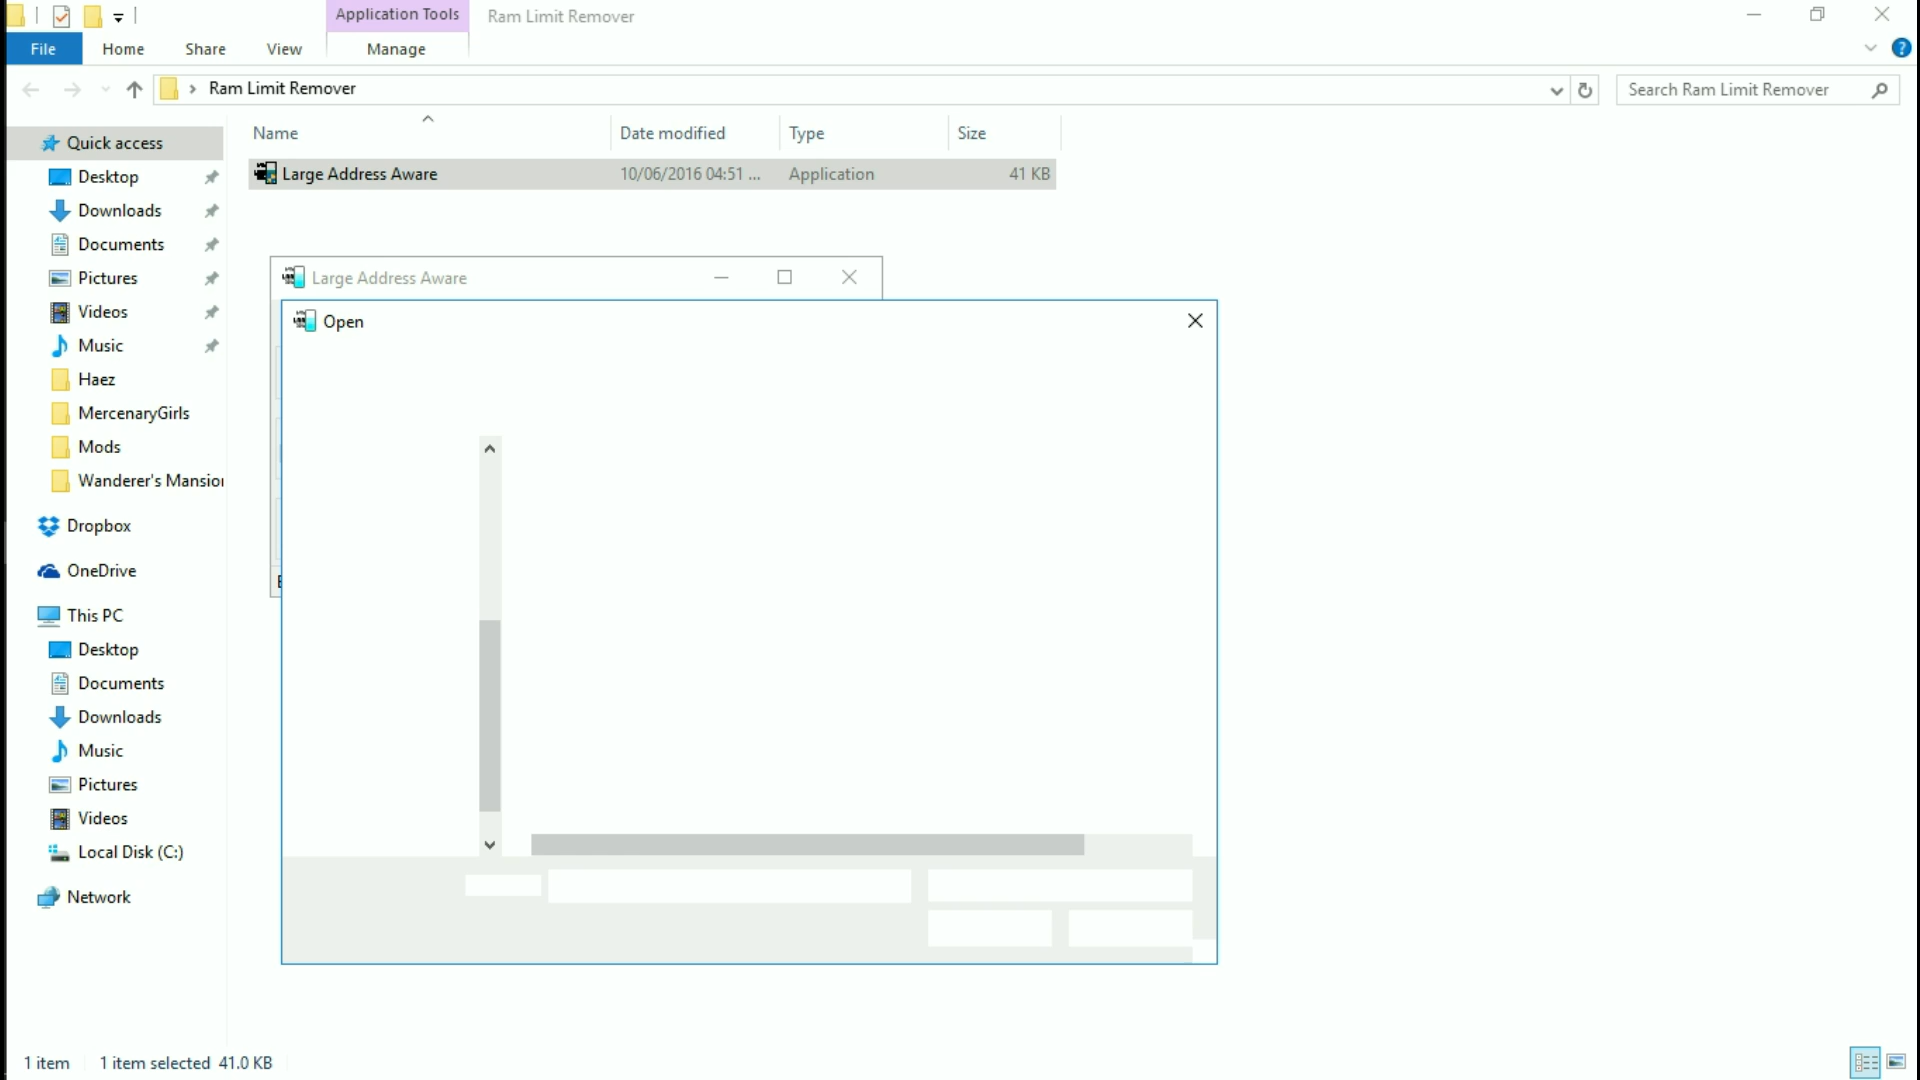 Application Tools
Ram Limit Remover
File
Home
Share
View
Manage
Ram Limit Remover
Search Ram Limit Remover
Name
Date modified
Type
Size
Large Address Aware
10/06/2016 04:51 ...
Application
41 KB
Quick access
Desktop
Downloads
Documents
Pictures
Videos
Music
Haez
MercenaryGirls
Mods
Wanderer's Mansion
Dropbox
OneDrive
This PC
Desktop
Documents
Downloads
Music
Pictures
Videos
Local Disk (C:)
Network
Large Address Aware
Open
1 item
1 item selected 41.0 KB